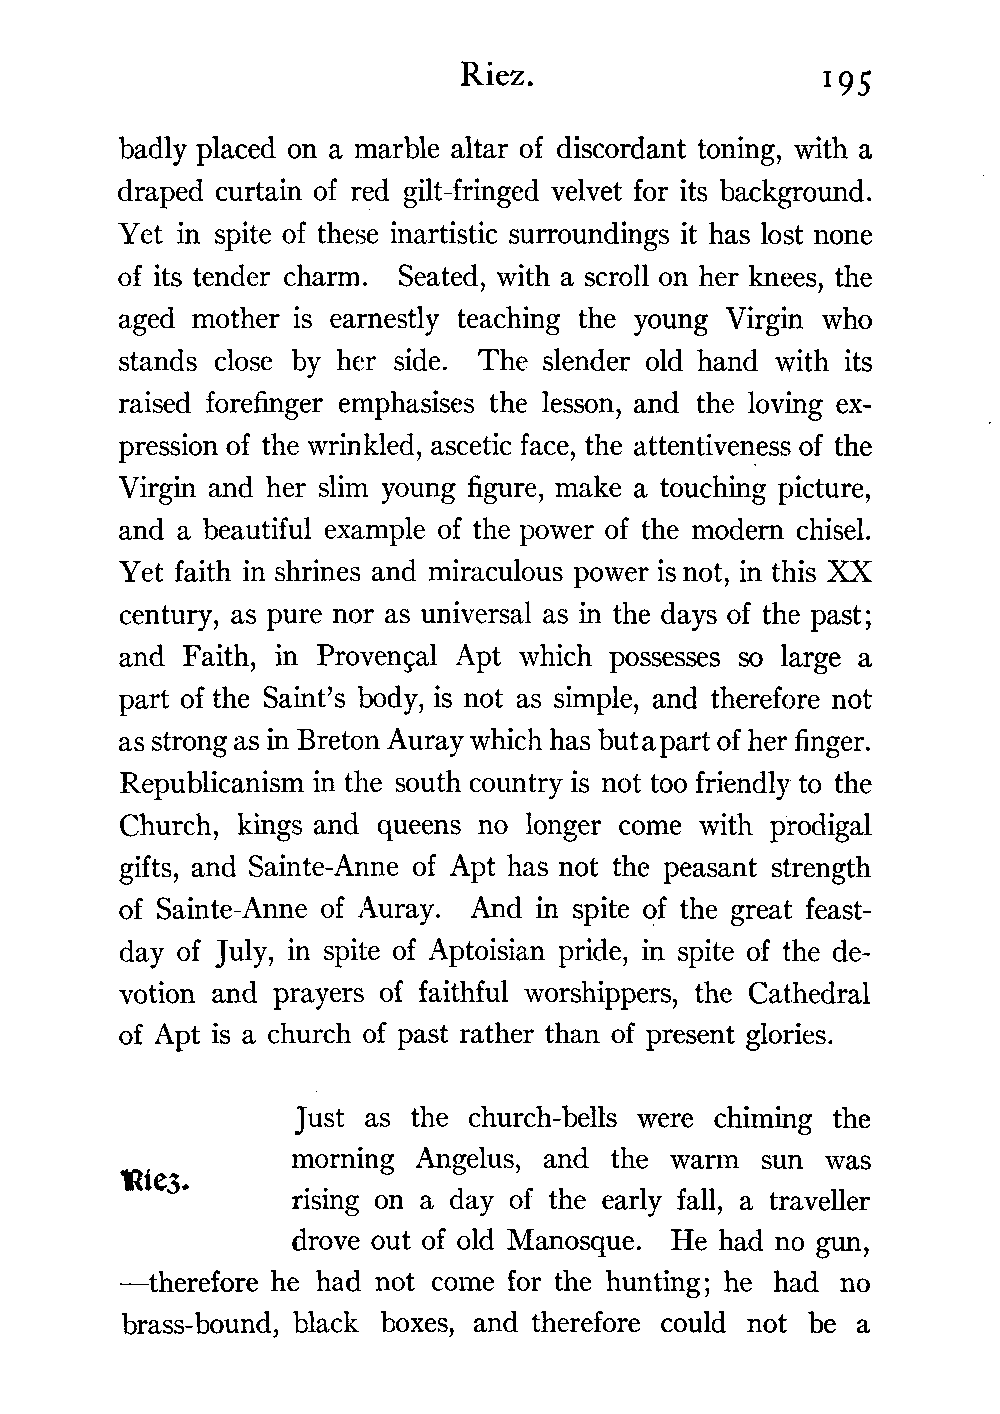 Riez. 195
badly placed on a marble altar of discordant toning, with a
draped curtain of red gilt-fringed velvet for its background.
Yet in spite of these inartistic surroundings it has lost none
of its tender charm. Seated, with a scroll on her knees, the
aged mother is earnestly teaching the young Virgin who
stands close by her side. The slender old hand with its
raised forefinger emphasises the lesson, and the loving ex-
pression of the wrinkled, ascetic face, the attentiveness of the
Virgin and her slim young figure, make a touching picture,
and a beautiful example of the power of the modern chisel.
Yet faith in shrines and miraculous power is not, in this XX
century, as pure nor as universal as in the days of the past;
and Faith, in Provençal Apt which possesses so large a
part of the Saint's body, is not as simple, and therefore not
as strong as in Breton Auray which has but a part of her finger.
Republicanism in the south country is not too friendly to the
Church, kings and queens no longer come with prodigal
gifts, and Sainte-Anne of Apt has not the peasant strength
of Sainte-Anne of Auray. And in spite of the great feast-
day of July, in spite of Aptoisian pride, in spite of the de-
votion and prayers of faithful worshippers, the Cathedral
of Apt is a church of past rather than of present glories.
Riez.
Just as the church-bells were chiming the
morning Angelus, and the warm sun was
rising on a day of the early fall, a traveller
drove out of old Manosque. He had no gun,
—therefore he had not come for the hunting; he had no
brass-bound, black boxes, and therefore could not be a